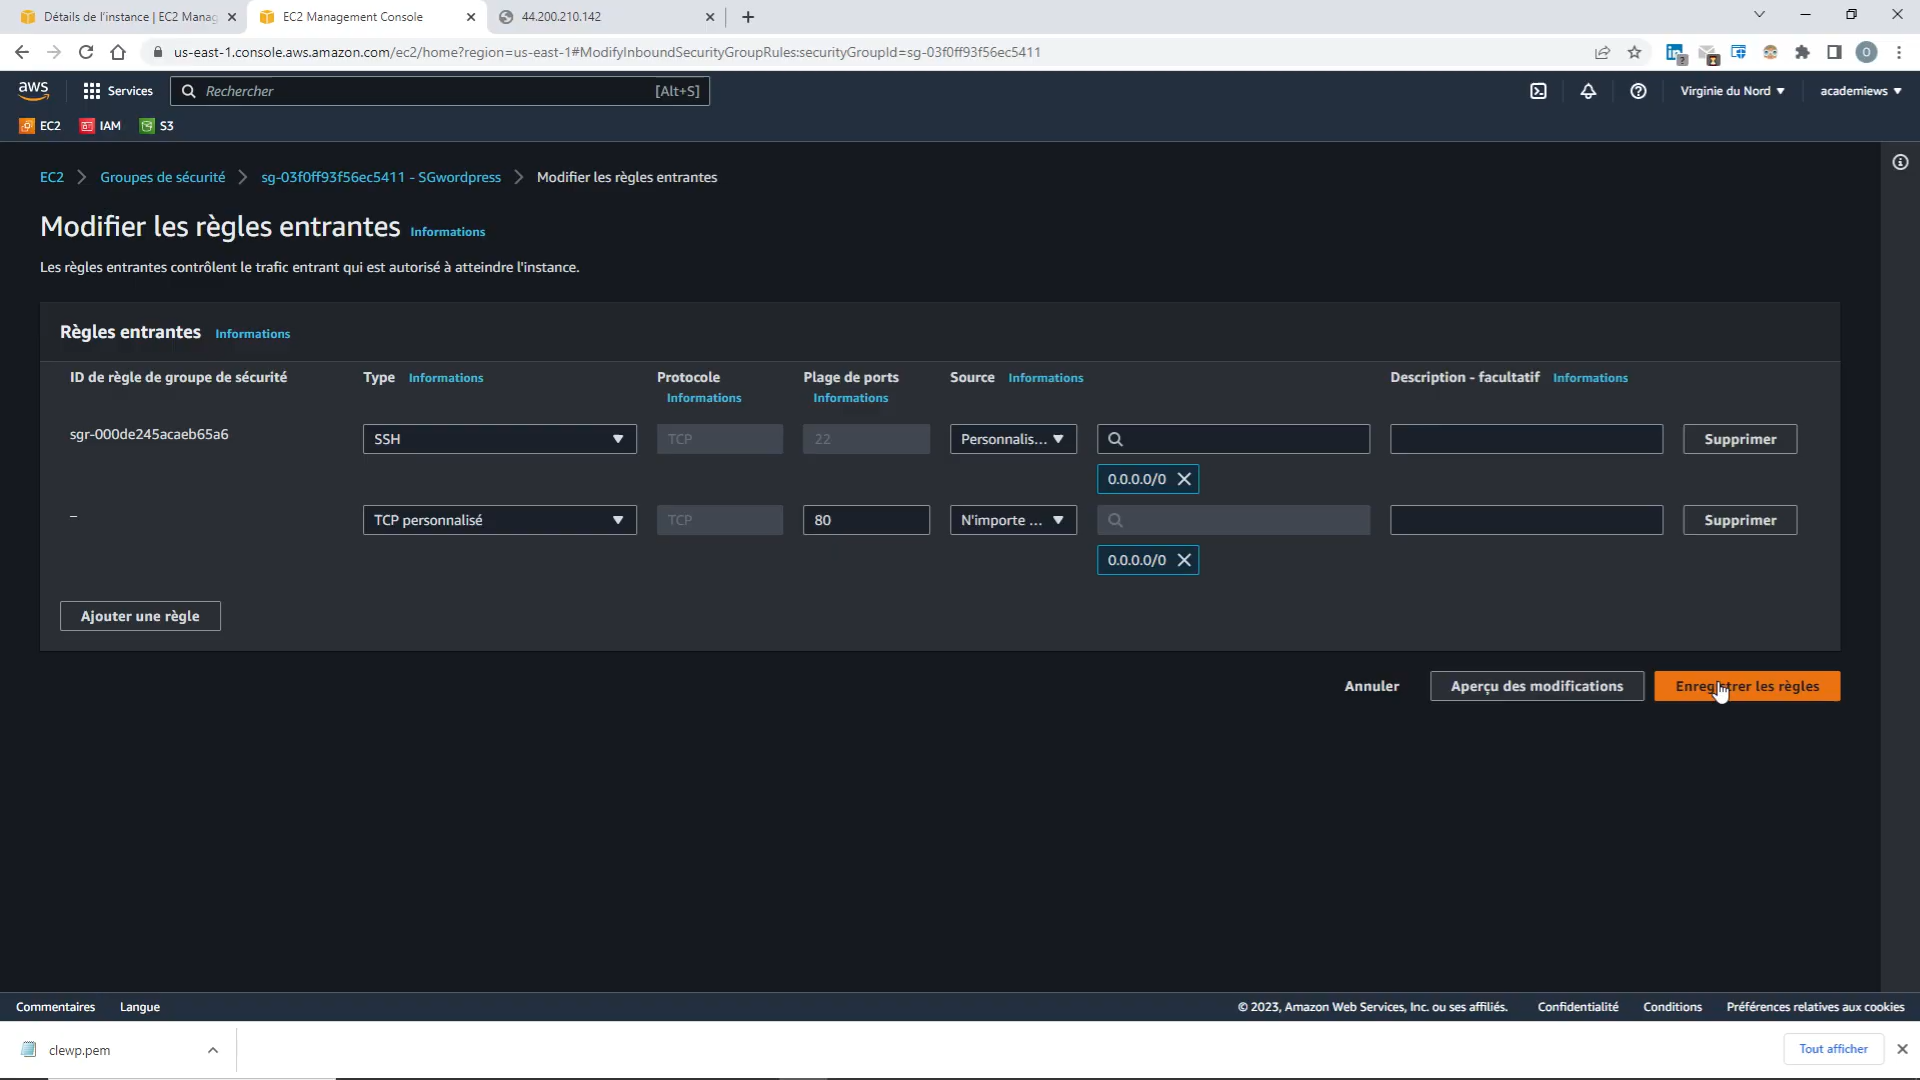 Détails de l'instance | EC2 Manag
EC2 Management Console
44.200.210.142
us-east-1.console.aws.amazon.com/ec2/home?region=us-east-1#ModifyInboundSecurityGroupRules:securityGroupId=sg-03f0ff93f56ec5411
O
aws
Services
Rechercher
[Alt+S]
Virginie du Nord
academiews
EC2
IAM
S3
EC2
Groupes de sécurité
sg-03f0ff93f56ec5411 - SGwordpress
Modifier les règles entrantes
Modifier les règles entrantes
Informations
Les règles entrantes contrôlent le trafic entrant qui est autorisé à atteindre l'instance.
Règles entrantes
Informations
ID de règle de groupe de sécurité
Type
Informations
Protocole
Informations
Plage de ports
Informations
Source
Informations
Description - facultatif
Informations
sgr-000de245acaeb65a6
SSH
TCP
22
Personnalis...
Supprimer
0.0.0.0/0
–
TCP personnalisé
TCP
80
N'importe ...
Supprimer
0.0.0.0/0
Ajouter une règle
Annuler
Aperçu des modifications
Enregistrer les règles
Commentaires
Langue
© 2023, Amazon Web Services, Inc. ou ses affiliés.
Confidentialité
Conditions
Préférences relatives aux cookies
clewp.pem
Tout afficher